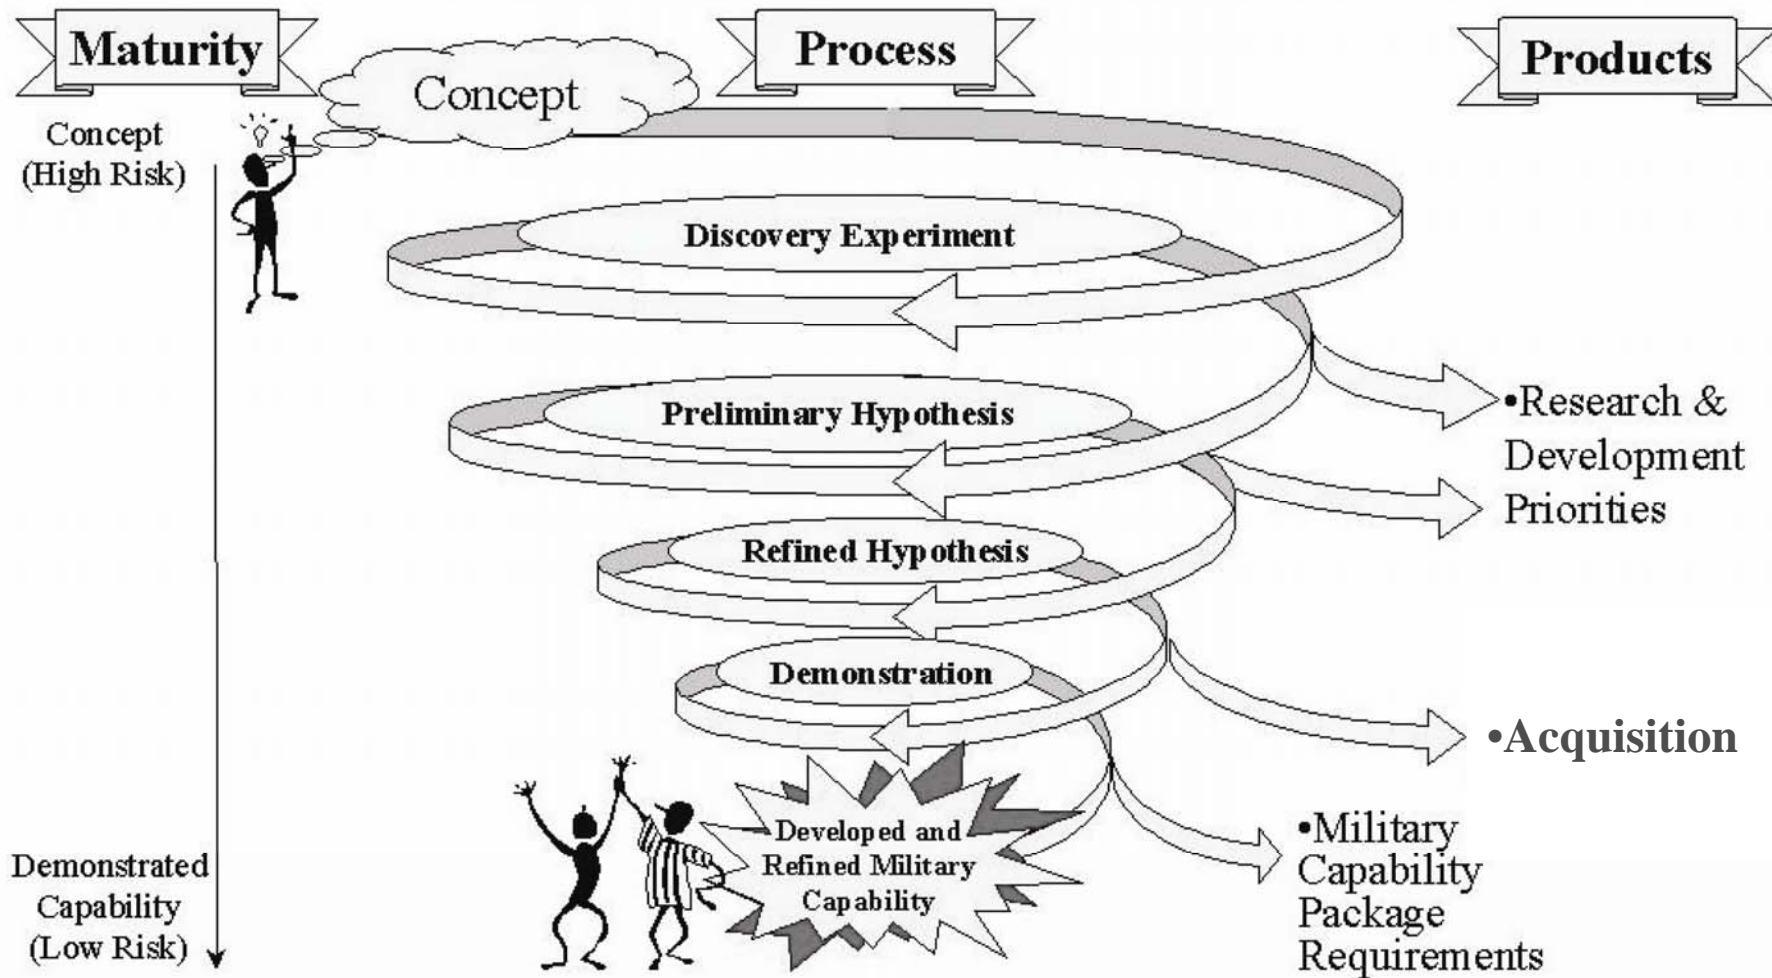 Maturity
Process
Products
Concept
Concept
(High Risk)
Discovery Experiment
Preliminary Hypothesis
•Research &
Development
Priorities
Refined Hypothesis
Demonstration
•Acquisition
Developed and
Refined Military
Capability
•Military
Capability
Package
Requirements
Demonstrated
Capability
(Low Risk)